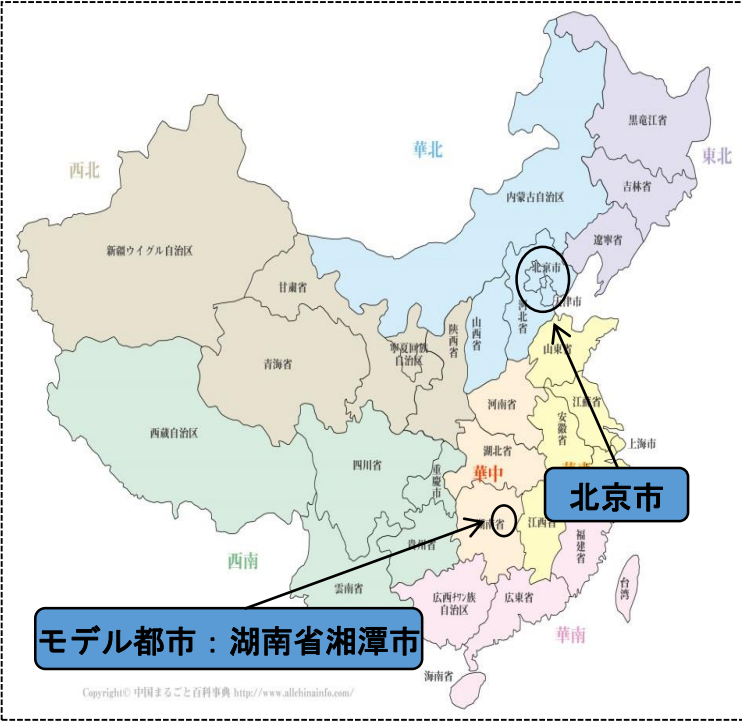 黒竜江省
東北
華北
西北
吉林省
内蒙古自治区
遼寧省
新疆ウイグル自治区
北京市
甘粛省
天津市
河北省
山西省
陝西省
寧夏回族
自治区
山東省
青海省
河南省
江蘇省
安徽省
西蔵自治区
上海市
湖北省
四川省
華中
重慶市
北京市
湖南省
江西省
貴州省
福建省
西南
雲南省
台湾
広西チワン族
自治区
広東省
華南
モデル都市：湖南省湘潭市
海南省
Copyright© 中国まるごと百科事典 http://www.allchinainfo.com/